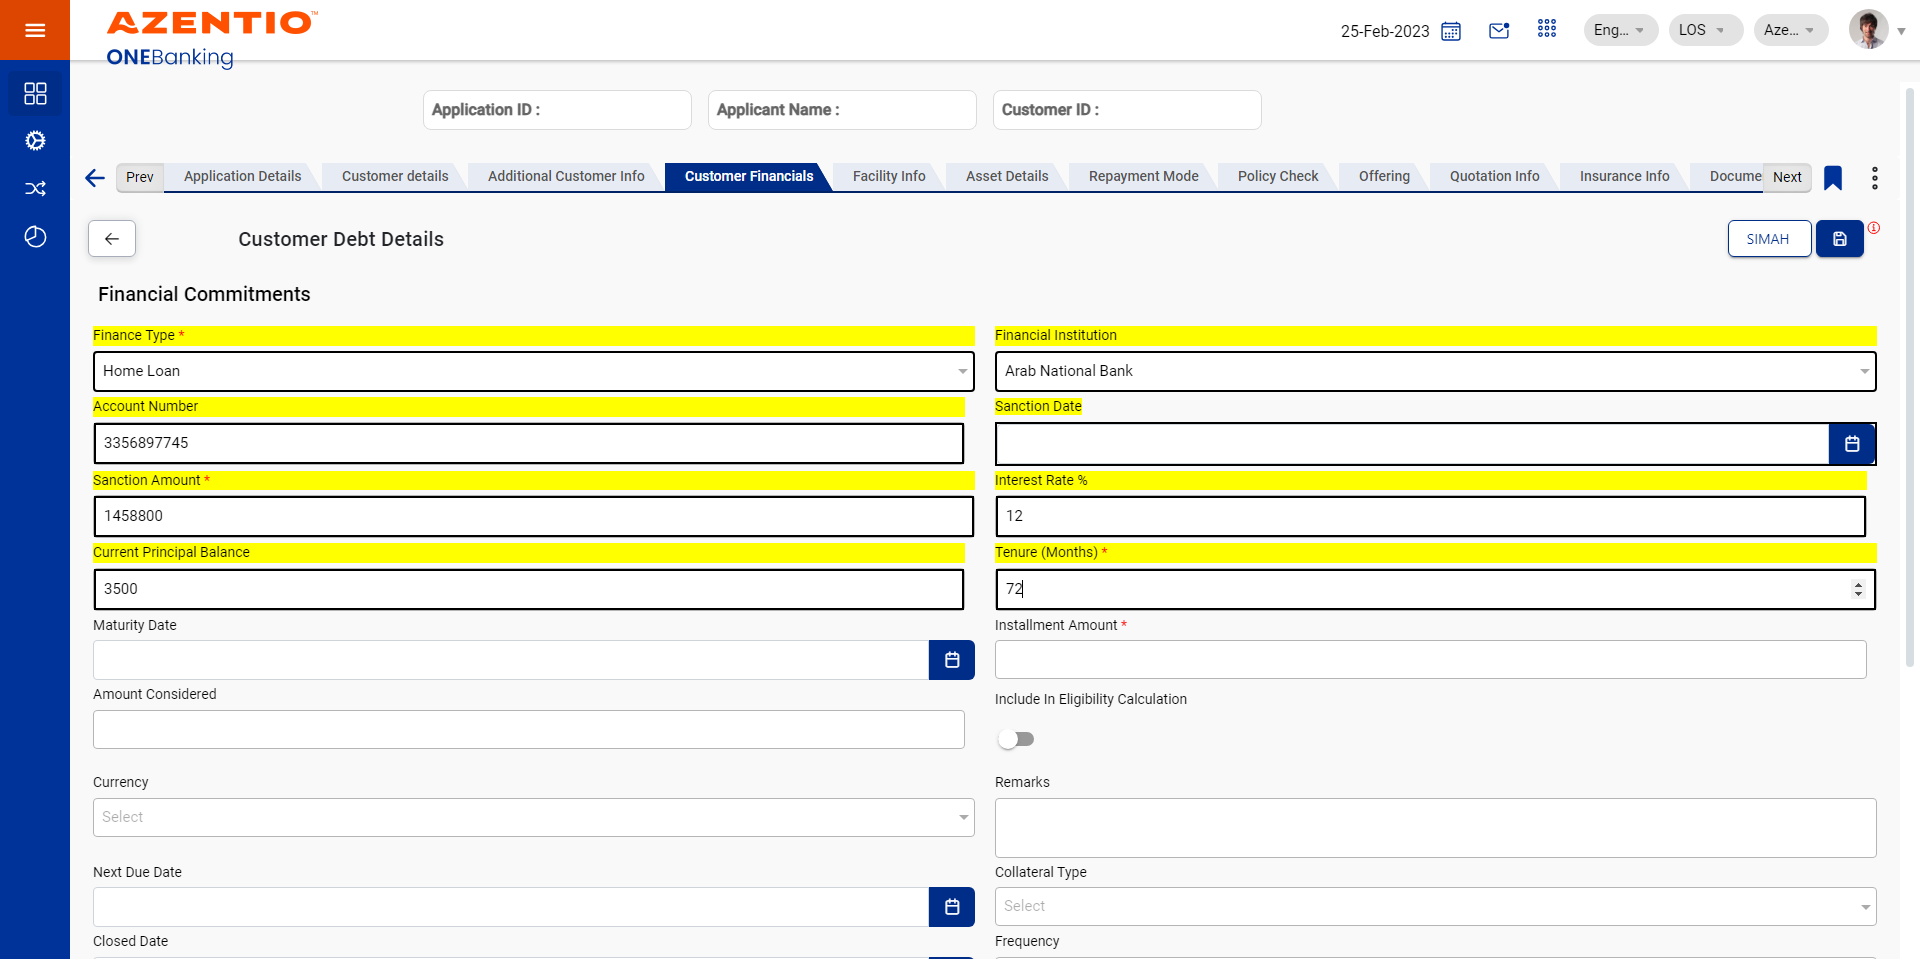 AZENTIO™
ONEBanking
25-Feb-2023
Eng...
LOS
Aze...
Application ID :
Applicant Name :
Customer ID :
Prev
Application Details
Customer details
Additional Customer Info
Customer Financials
Facility Info
Asset Details
Repayment Mode
Policy Check
Offering
Quotation Info
Insurance Info
Docume
Next
Customer Debt Details
SIMAH
Financial Commitments
Finance Type *
Financial Institution
Home Loan
Arab National Bank
Account Number
Sanction Date
3356897745
Sanction Amount *
Interest Rate %
1458800
12
Current Principal Balance
Tenure (Months) *
3500
72
Maturity Date
Installment Amount *
Amount Considered
Include In Eligibility Calculation
Currency
Remarks
Select
Next Due Date
Collateral Type
Select
Closed Date
Frequency